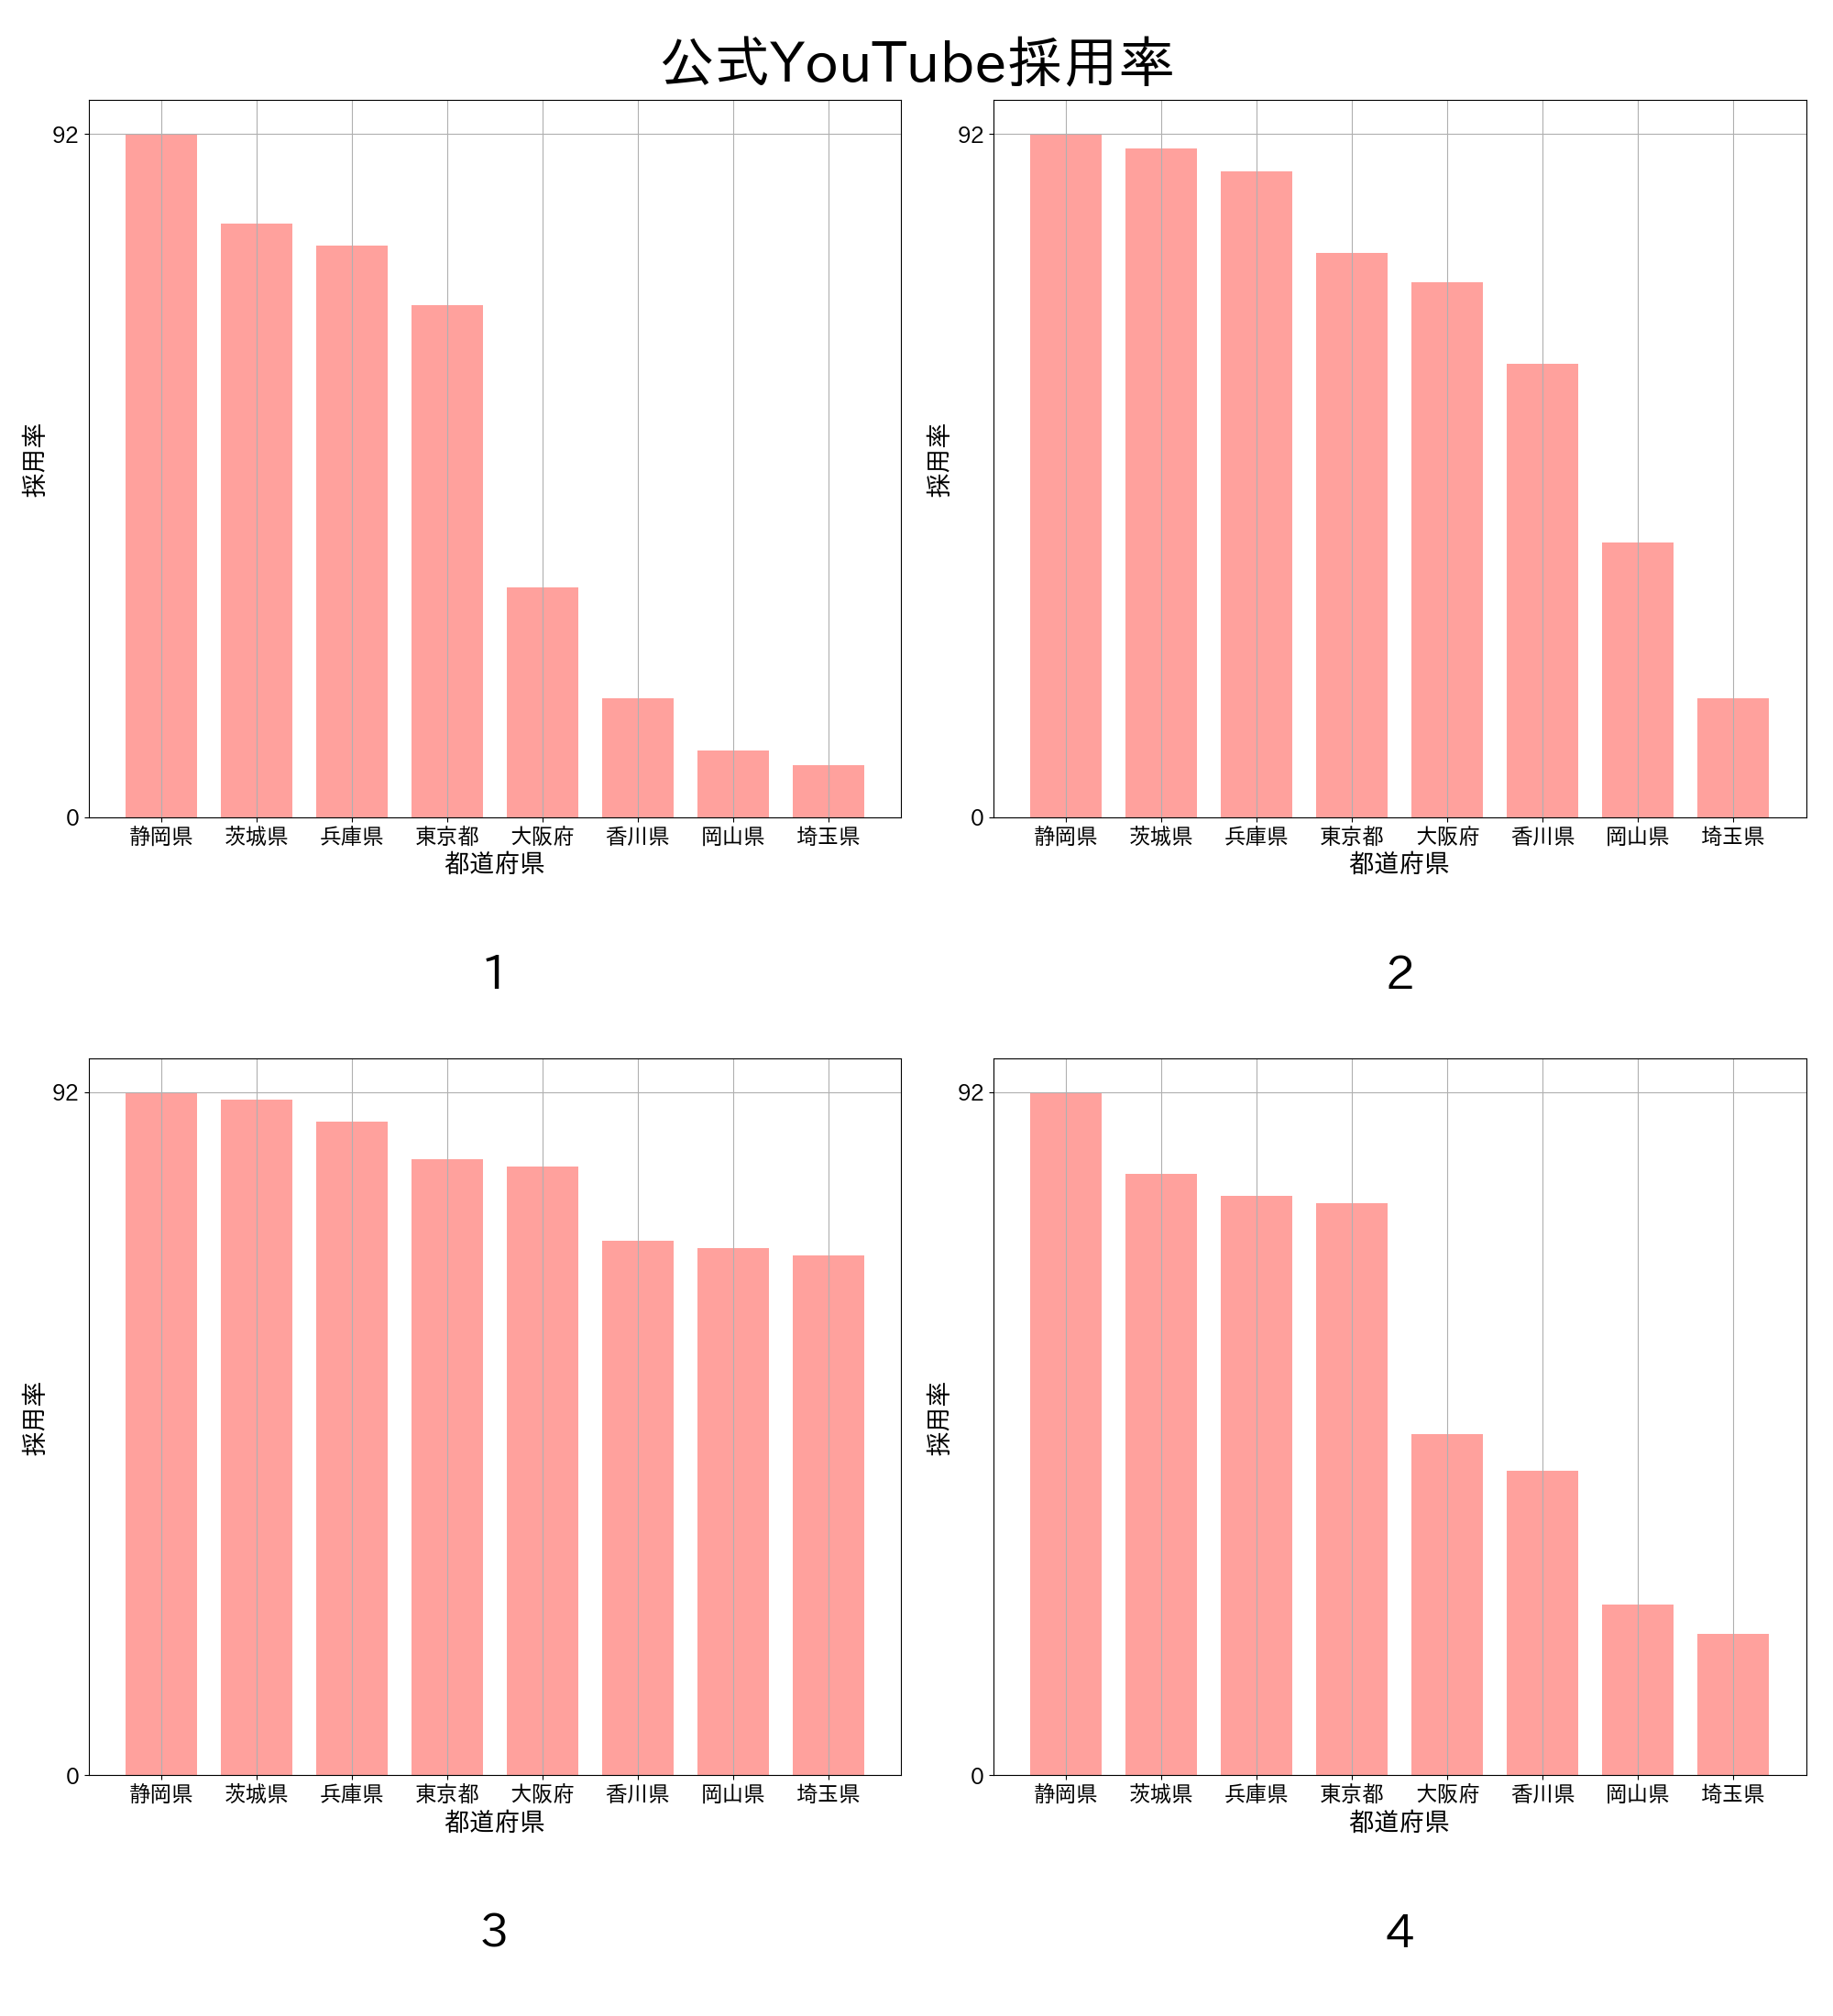 公式YouTube採用率
92
0
採用率
静岡県 茨城県 兵庫県 東京都 大阪府 香川県 岡山県 埼玉県
都道府県
1
92
0
採用率
静岡県 茨城県 兵庫県 東京都 大阪府 香川県 岡山県 埼玉県
都道府県
2
92
0
採用率
静岡県 茨城県 兵庫県 東京都 大阪府 香川県 岡山県 埼玉県
都道府県
3
92
0
採用率
静岡県 茨城県 兵庫県 東京都 大阪府 香川県 岡山県 埼玉県
都道府県
4